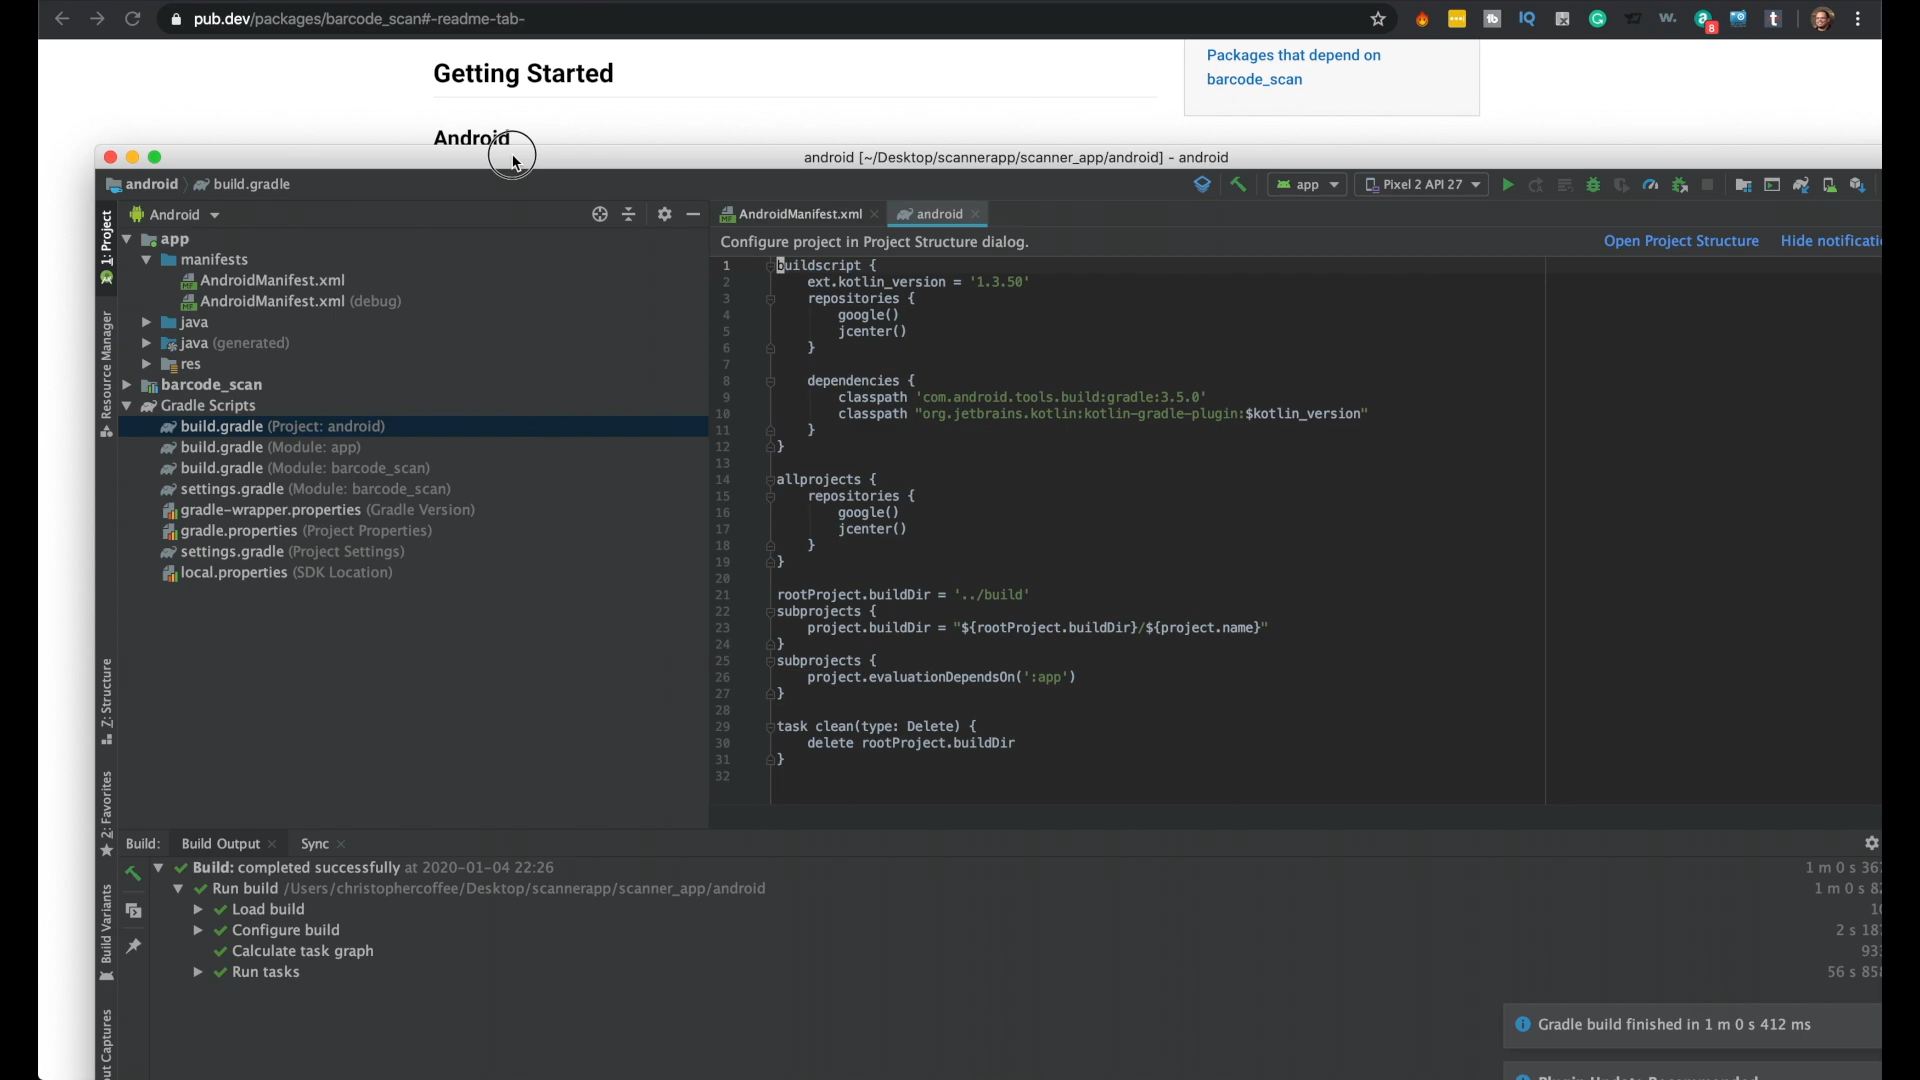 pub.dev/packages/barcode_scan#-readme-tab-
8
Getting Started
Packages that depend on
barcode_scan
Android
android [~/Desktop/scannerapp/scanner_app/android] - android
android build.gradle
app Pixel 2 API 27
1: Project
Android
AndroidManifest.xml android
Configure project in Project Structure dialog. Open Project Structure
Hide
app
manifests
AndroidManifest.xml
AndroidManifest.xml (debug)
java
java (generated)
res
barcode_scan
Gradle Scripts
build.gradle (Project: android)
build.gradle (Module: app)
build.gradle (Module: barcode_scan)
settings.gradle (Module: barcode_scan)
gradle-wrapper.properties (Gradle Version)
gradle.properties (Project Properties)
settings.gradle (Project Settings)
local.properties (SDK Location)
Resource Manager
Z: Structure
2: Favorites
Build Variants
Captures
1 buildscript {
2 ext.kotlin_version = '1.3.50'
3 repositories {
4 google()
5 jcenter()
6 }
7
8 dependencies {
9 classpath 'com.android.tools.build:gradle:3.5.0'
10 classpath "org.jetbrains.kotlin:kotlin-gradle-plugin:$kotlin_version"
11 }
12 }
13
14 allprojects {
15 repositories {
16 google()
17 jcenter()
18 }
19 }
20
21 rootProject.buildDir = '../build'
22 subprojects {
23 project.buildDir = "${rootProject.buildDir}/${project.name}"
24 }
25 subprojects {
26 project.evaluationDependsOn(':app')
27 }
28
29 task clean(type: Delete) {
30 delete rootProject.buildDir
31 }
32
Build: Build Output Sync
Build: completed successfully at 2020-01-04 22:26 1 m 0 s
Run build /Users/christophercoffee/Desktop/scannerapp/scanner_app/android 1 m 0 s
Load build
Configure build 2 s
Calculate task graph
Run tasks 56 s
Gradle build finished in 1 m 0 s 412 ms